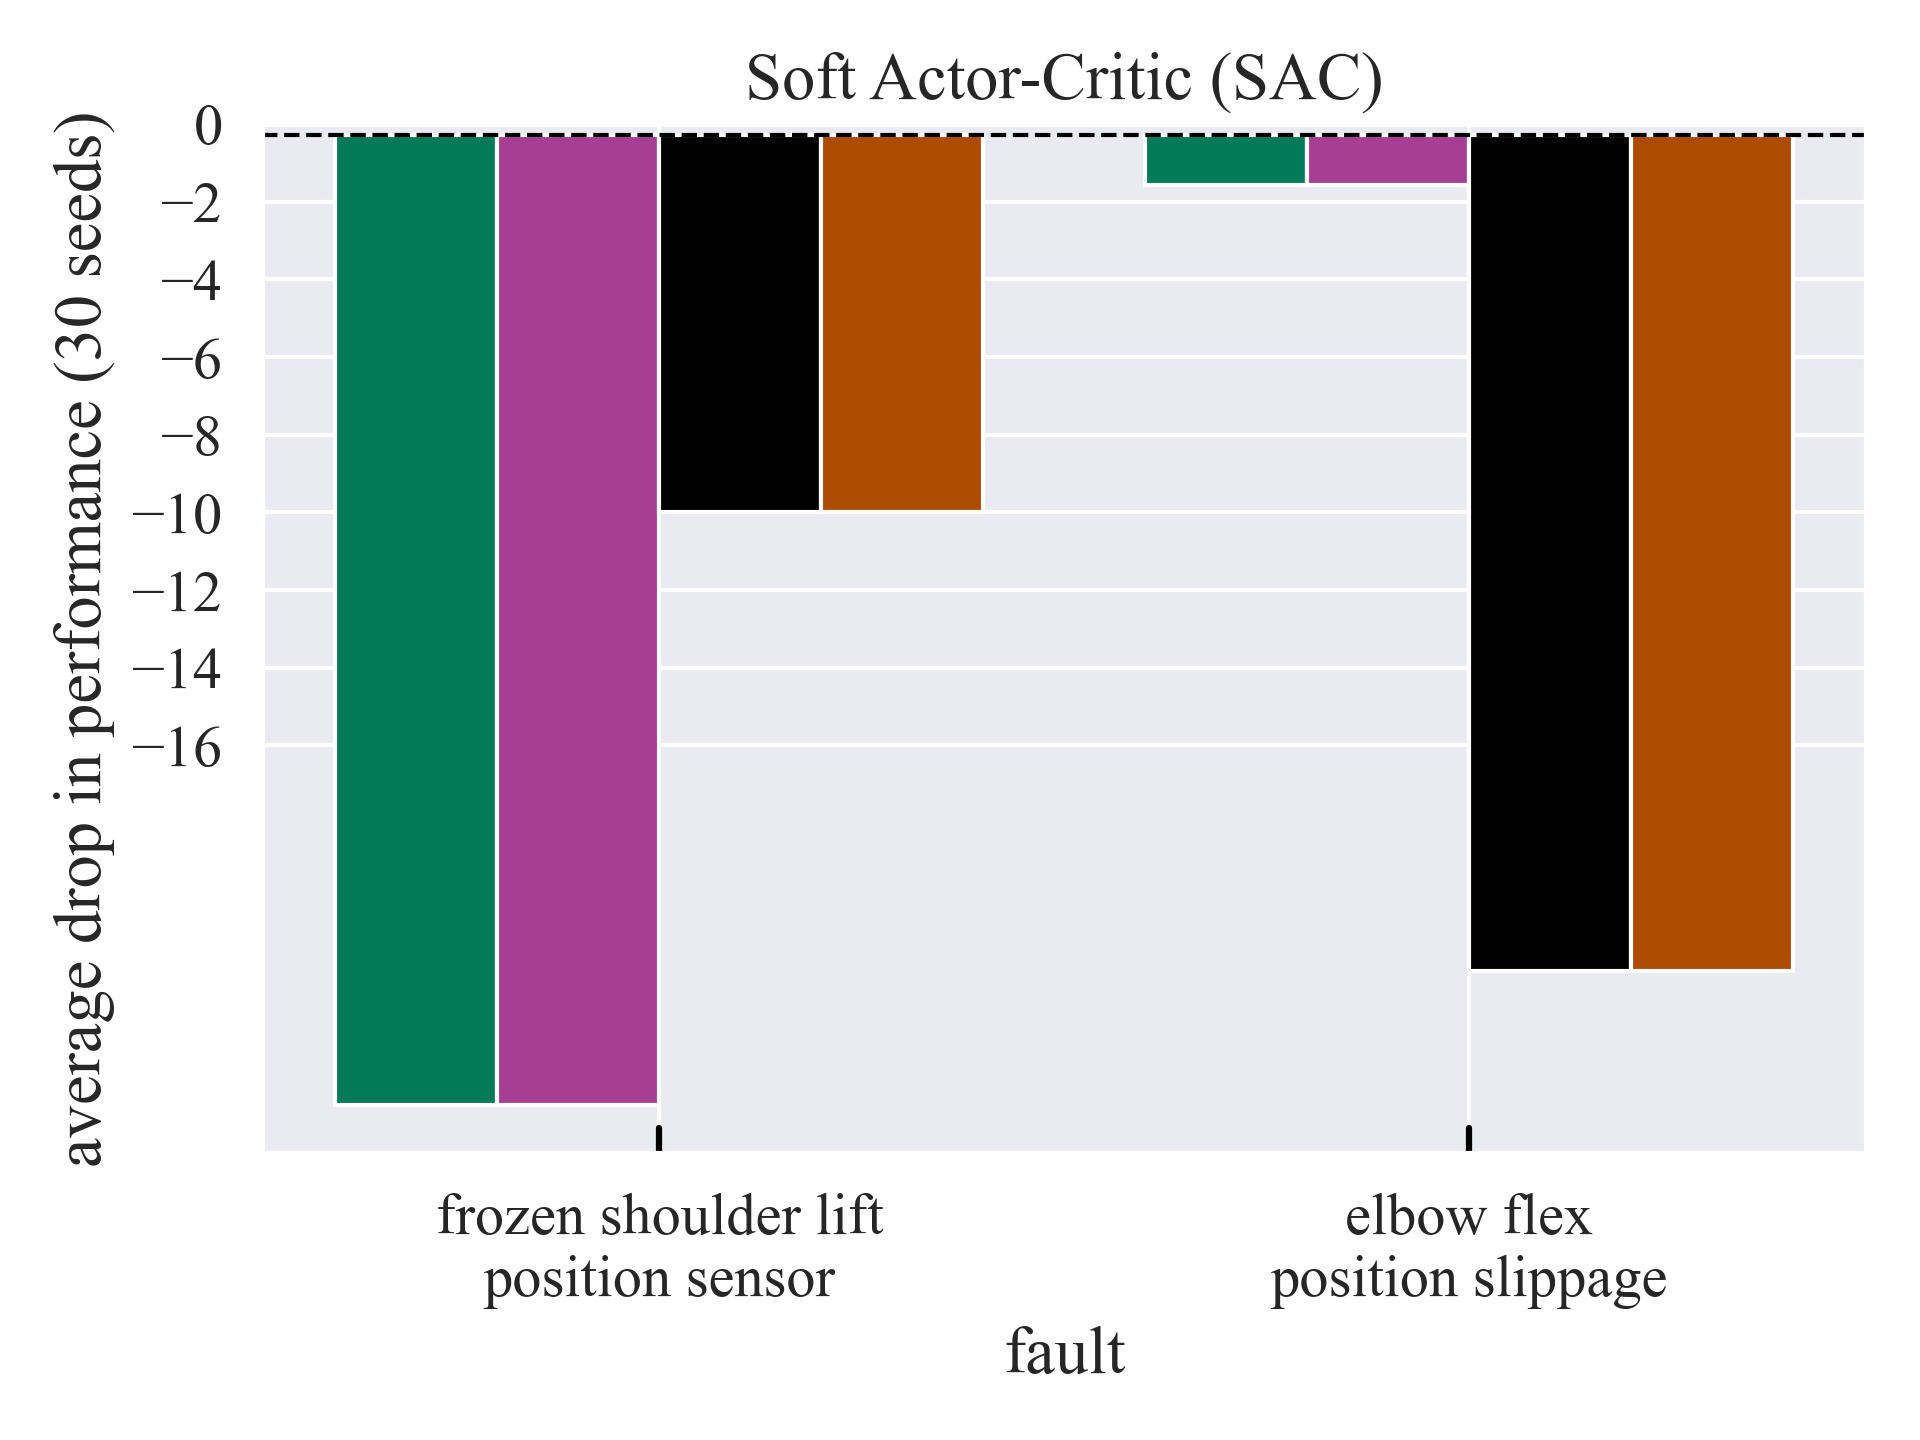 Soft Actor-Critic (SAC)
average drop in performance (30 seeds)
0
−2
−4
−6
−8
−10
−12
−14
−16
frozen shoulder lift
position sensor
elbow flex
position slippage
fault